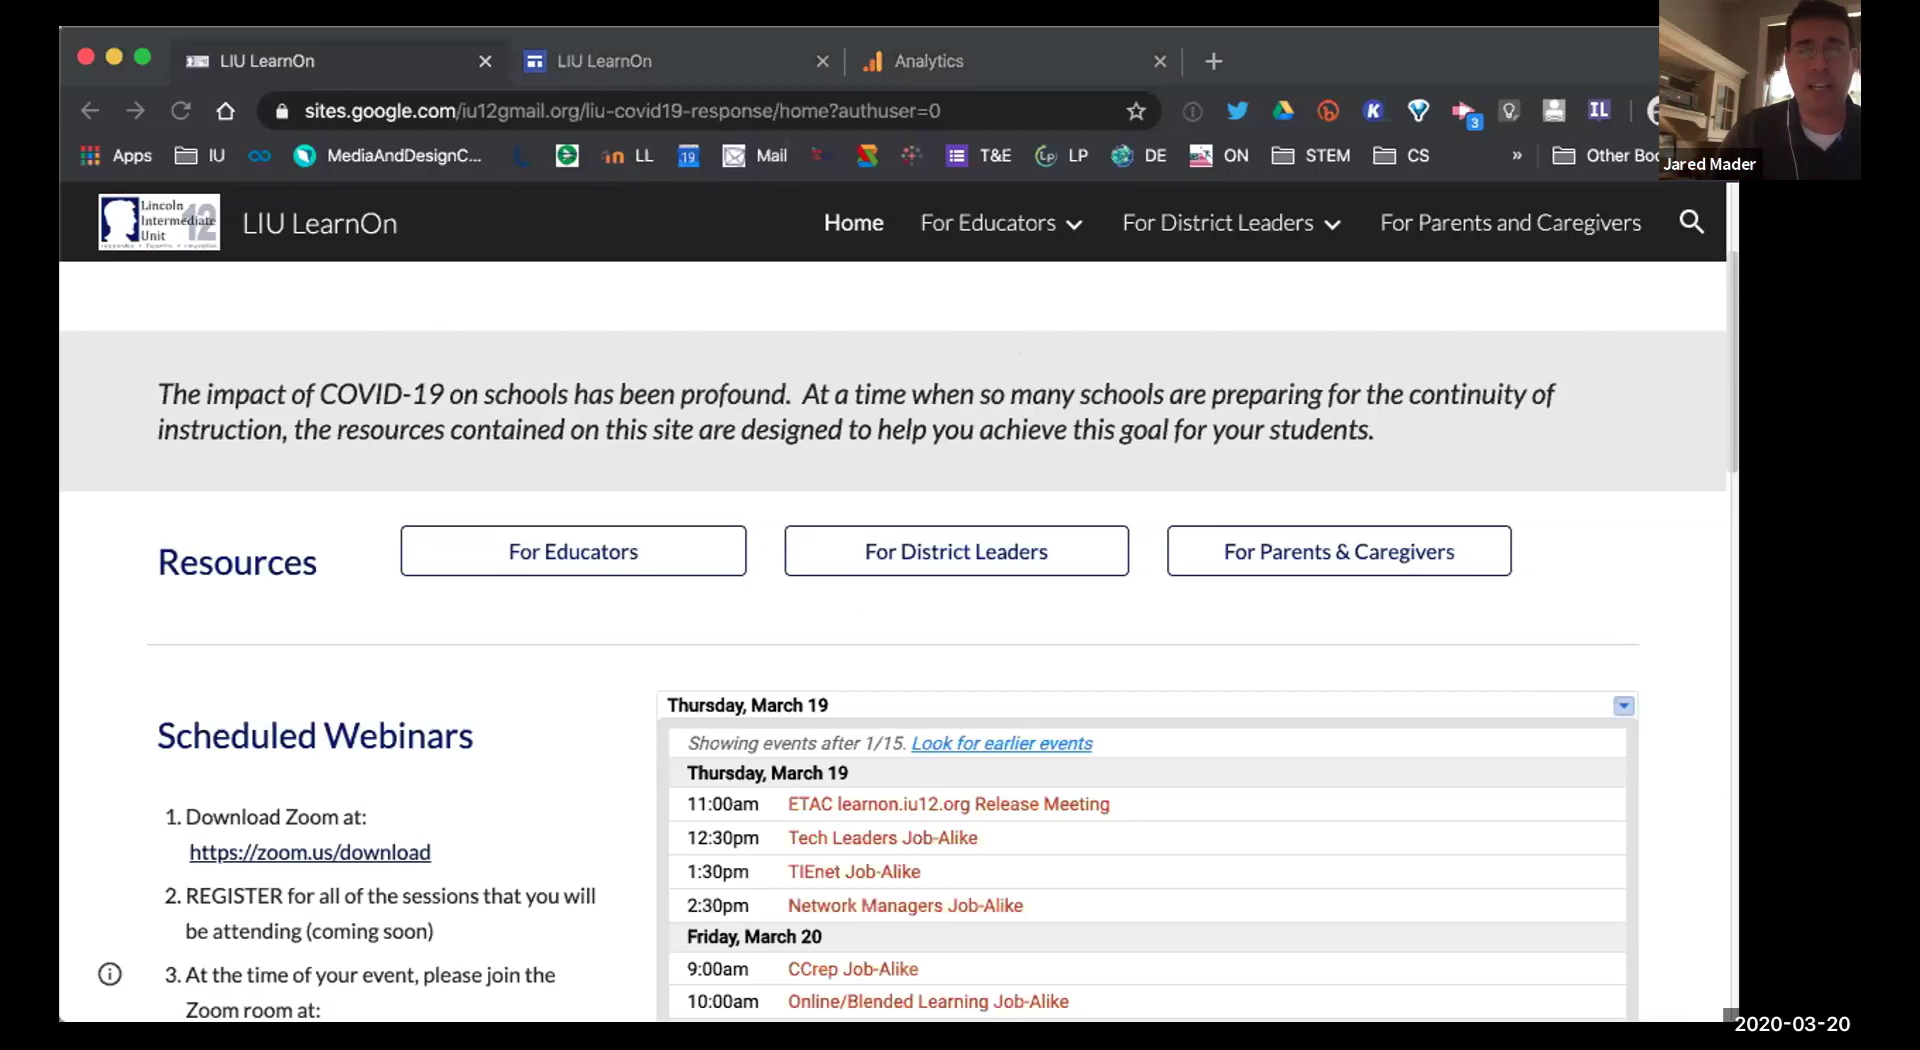 LIU LearnOn
LIU LearnOn
Analytics
sites.google.com/iu12gmail.org/liu-covid19-response/home?authuser=0
3
IL
Apps
IU
MediaAndDesignC...
LL
19
Mail
T&E
LP
DE
ON
STEM
CS
»
Other Boo
Jared Mader
Lincoln
Intermediate
Unit
12
LIU LearnOn
Home
For Educators
For District Leaders
For Parents and Caregivers
The impact of COVID-19 on schools has been profound. At a time when so many schools are preparing for the continuity of
instruction, the resources contained on this site are designed to help you achieve this goal for your students.
Resources
For Educators
For District Leaders
For Parents & Caregivers
Scheduled Webinars
1. Download Zoom at:
https://zoom.us/download
2. REGISTER for all of the sessions that you will
be attending (coming soon)
3. At the time of your event, please join the
Zoom room at:
Thursday, March 19
Showing events after 1/15. Look for earlier events
Thursday, March 19
11:00am ETAC learnon.iu12.org Release Meeting
12:30pm Tech Leaders Job-Alike
1:30pm TIEnet Job-Alike
2:30pm Network Managers Job-Alike
Friday, March 20
9:00am CCrep Job-Alike
10:00am Online/Blended Learning Job-Alike
2020-03-20